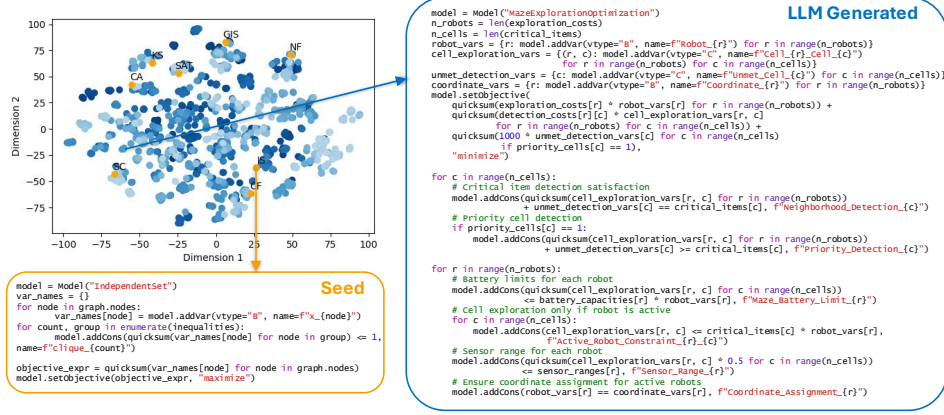 100
75
50
25
0
−25
−50
−75
Dimension 2
−100
−75
−50
−25
0
25
50
75
100
Dimension 1
GIS
NF
KS
SAT
CA
SC
IS
CF
Seed
model = Model("IndependentSet")
var_names = {}
for node in graph.nodes:
var_names[node] = model.addVar(vtype="B", name=f"x_{node}")
for count, group in enumerate(inequalities):
model.addCons(quicksum(var_names[node] for node in group) <= 1,
name=f"clique_{count}")
objective_expr = quicksum(var_names[node] for node in graph.nodes)
model.setObjective(objective_expr, "maximize")
LLM Generated
model = Model("MazeExplorationOptimization")
n_robots = len(exploration_costs)
n_cells = len(critical_items)
robot_vars = {r: model.addVar(vtype="B", name=f"Robot_{r}") for r in range(n_robots)}
cell_exploration_vars = {(r, c): model.addVar(vtype="C", name=f"Cell_{r}_Cell_{c}")
for r in range(n_robots) for c in range(n_cells)}
unmet_detection_vars = {c: model.addVar(vtype="C", name=f"Unmet_Cell_{c}") for c in range(n_cells)}
coordinate_vars = {r: model.addVar(vtype="B", name=f"Coordinate_{r}") for r in range(n_robots)}
model.setObjective(
quicksum(exploration_costs[r] * robot_vars[r] for r in range(n_robots)) +
quicksum(detection_costs[r][c] * cell_exploration_vars[r, c]
for r in range(n_robots) for c in range(n_cells)) +
quicksum(1000 * unmet_detection_vars[c] for c in range(n_cells)
if priority_cells[c] == 1),
"minimize")
for c in range(n_cells):
# Critical item detection satisfaction
model.addCons(quicksum(cell_exploration_vars[r, c] for r in range(n_robots))
+ unmet_detection_vars[c] == critical_items[c], f"Neighborhood_Detection_{c}")
# Priority cell detection
if priority_cells[c] == 1:
model.addCons(quicksum(cell_exploration_vars[r, c] for r in range(n_robots))
+ unmet_detection_vars[c] >= critical_items[c], f"Priority_Detection_{c}")
for r in range(n_robots):
# Battery limits for each robot
model.addCons(quicksum(cell_exploration_vars[r, c] for c in range(n_cells))
<= battery_capacities[r] * robot_vars[r], f"Maze_Battery_Limit_{r}")
# Cell exploration only if robot is active
for c in range(n_cells):
model.addCons(cell_exploration_vars[r, c] <= critical_items[c] * robot_vars[r],
f"Active_Robot_Constraint_{r}_{c}")
# Sensor range for each robot
model.addCons(quicksum(cell_exploration_vars[r, c] * 0.5 for c in range(n_cells))
<= sensor_ranges[r], f"Sensor_Range_{r}")
# Ensure coordinate assignment for active robots
model.addCons(robot_vars[r] == coordinate_vars[r], f"Coordinate_Assignment_{r}")